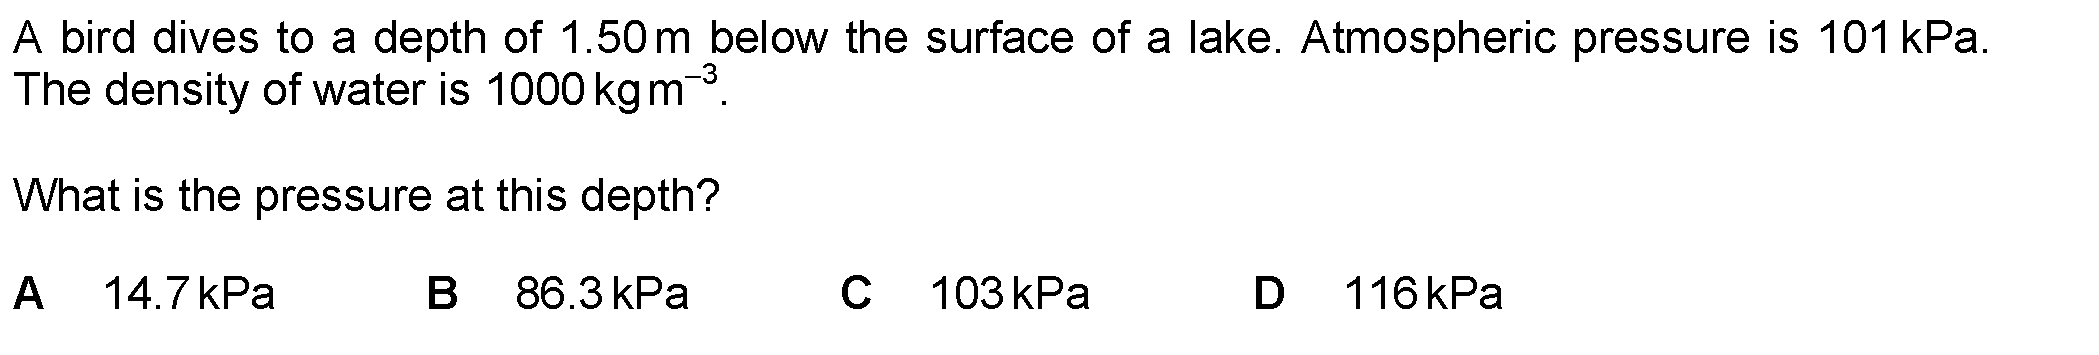 A bird dives to a depth of 1.50 m below the surface of a lake. Atmospheric pressure is 101 kPa.
The density of water is 1000 kg m⁻³.
What is the pressure at this depth?
A 14.7 kPa B 86.3 kPa C 103 kPa D 116 kPa